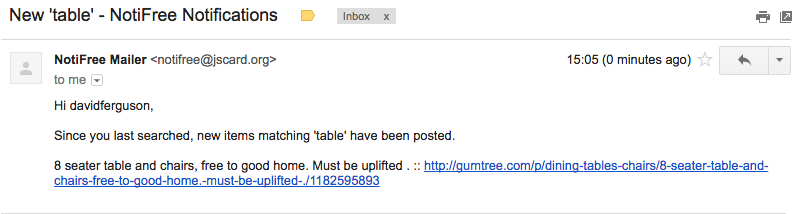 New 'table' - NotiFree Notifications Inbox x
NotiFree Mailer <notifree@jscard.org> 15:05 (0 minutes ago)
to me
Hi davidferguson,
Since you last searched, new items matching 'table' have been posted.
8 seater table and chairs, free to good home. Must be uplifted . :: http://gumtree.com/p/dining-tables-chairs/8-seater-table-and-
chairs-free-to-good-home.-must-be-uplifted-./1182595893